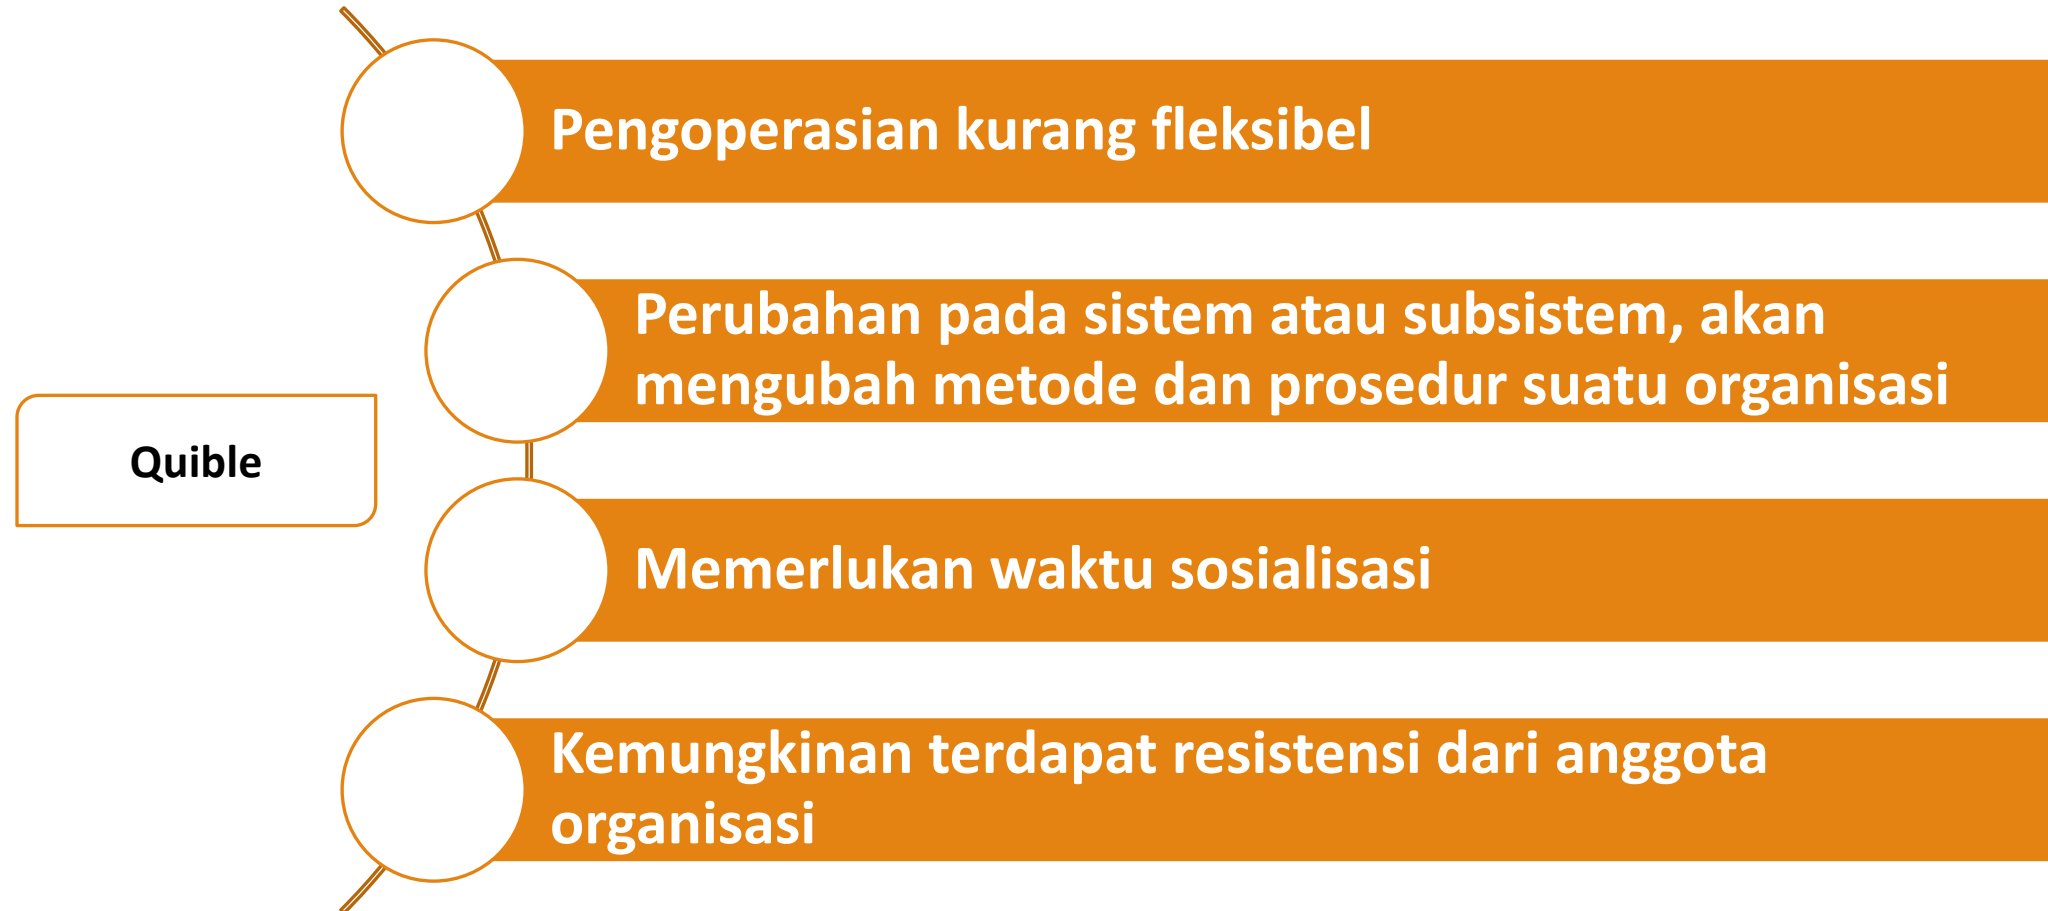 Quible
Pengoperasian kurang fleksibel
Perubahan pada sistem atau subsistem, akan
mengubah metode dan prosedur suatu organisasi
Memerlukan waktu sosialisasi
Kemungkinan terdapat resistensi dari anggota
organisasi